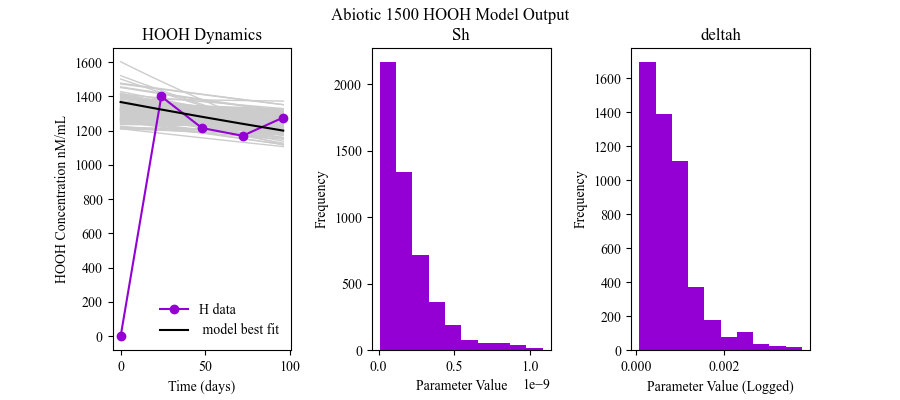 Abiotic 1500 HOOH Model Output
HOOH Dynamics
HOOH Concentration nM/mL
1600
1400
1200
1000
800
600
400
200
0
H data
model best fit
0
50
100
Time (days)
Sh
Frequency
2000
1500
1000
500
0
0.0
0.5
1.0
1e−9
Parameter Value
deltah
Frequency
1600
1400
1200
1000
800
600
400
200
0
0.000
0.002
Parameter Value (Logged)